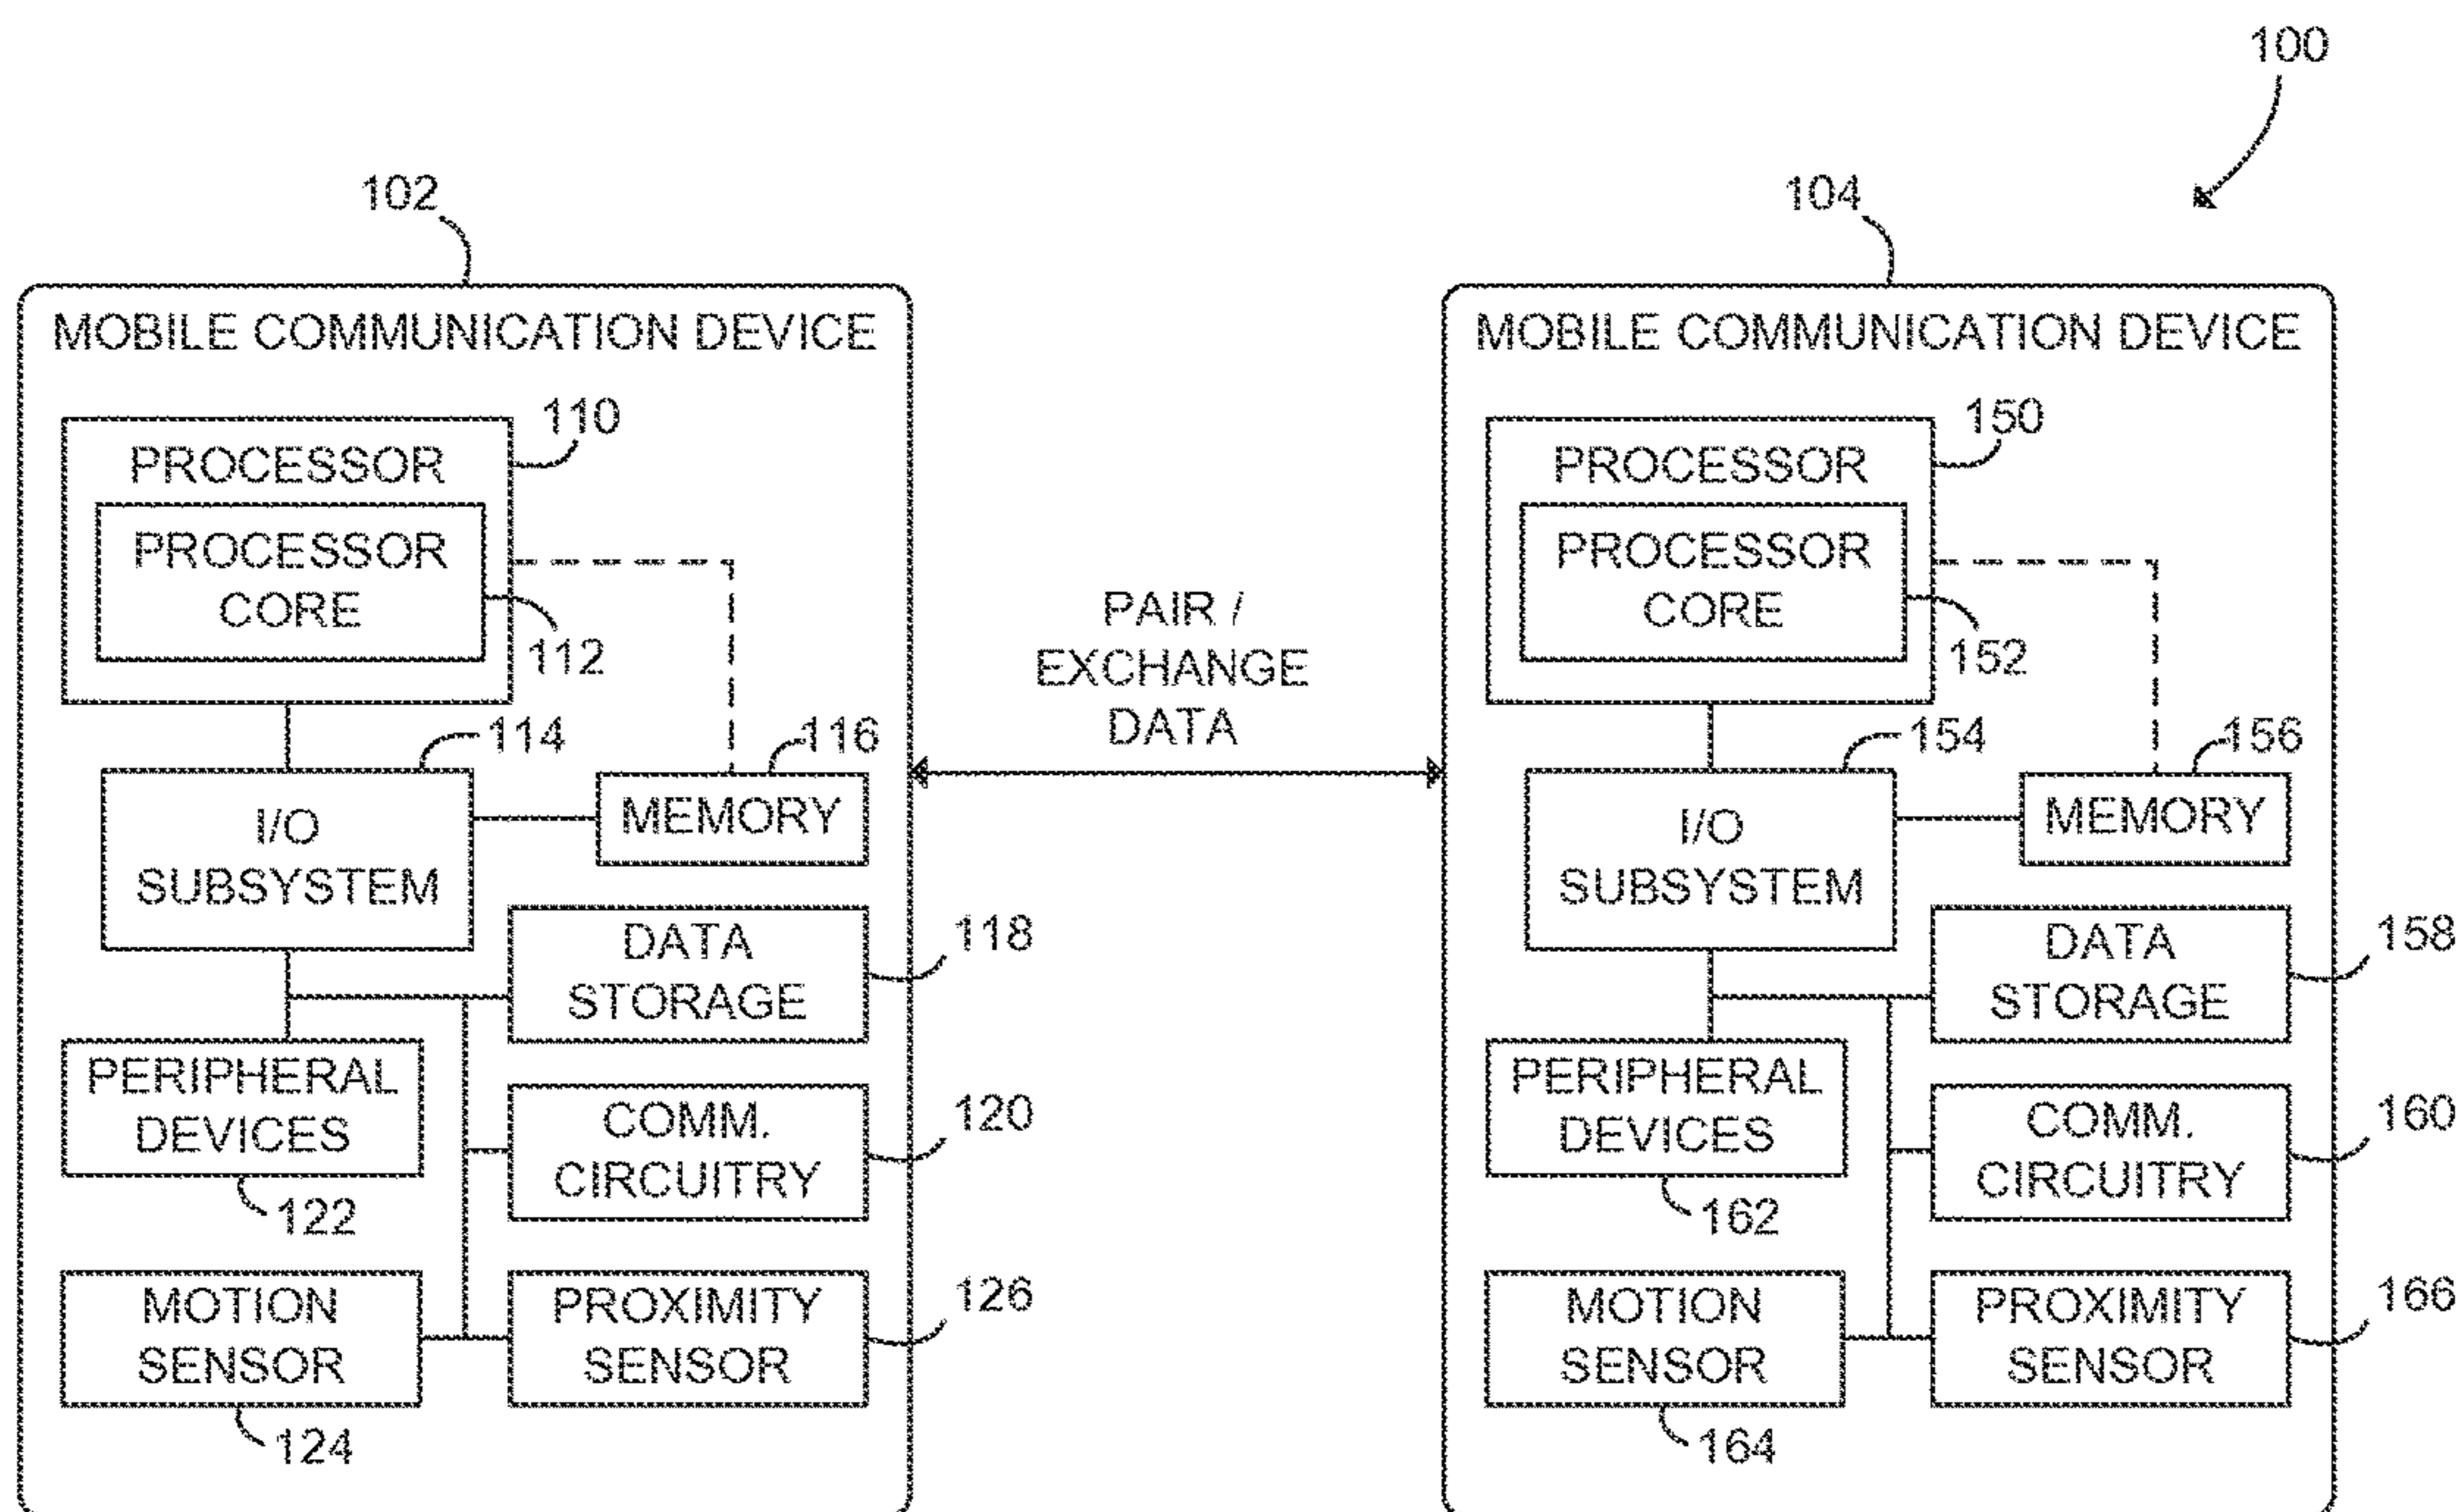 100
102
MOBILE COMMUNICATION DEVICE
110
PROCESSOR
PROCESSOR
CORE
112
114
116
I/O
SUBSYSTEM
MEMORY
DATA
STORAGE
118
PERIPHERAL
DEVICES
122
COMM.
CIRCUITRY
120
MOTION
SENSOR
124
PROXIMITY
SENSOR
126
PAIR /
EXCHANGE
DATA
104
MOBILE COMMUNICATION DEVICE
150
PROCESSOR
PROCESSOR
CORE
152
154
156
I/O
SUBSYSTEM
MEMORY
DATA
STORAGE
158
PERIPHERAL
DEVICES
162
COMM.
CIRCUITRY
160
MOTION
SENSOR
164
PROXIMITY
SENSOR
166